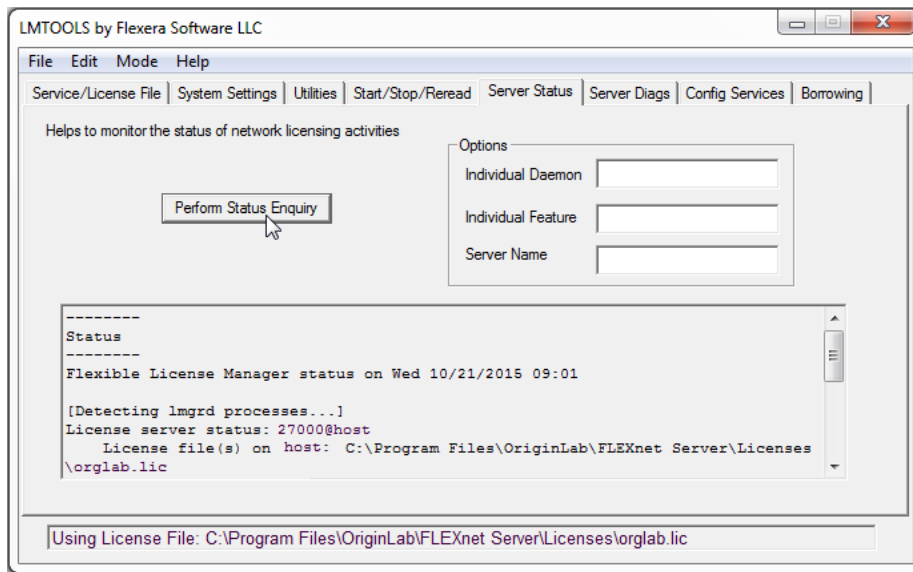 LMTOOLS by Flexera Software LLC
File Edit Mode Help
Service/License File System Settings Utilities Start/Stop/Reread Server Status Server Diags Config Services Borrowing
Helps to monitor the status of network licensing activities
Options
Individual Daemon
Perform Status Enquiry
Individual Feature
Server Name
--------
Status
--------
Flexible License Manager status on Wed 10/21/2015 09:01
[Detecting lmgrd processes...]
License server status: 27000@host
License file(s) on host: C:\Program Files\OriginLab\FLEXnet Server\Licenses
\orglab.lic
Using License File: C:\Program Files\OriginLab\FLEXnet Server\Licenses\orglab.lic